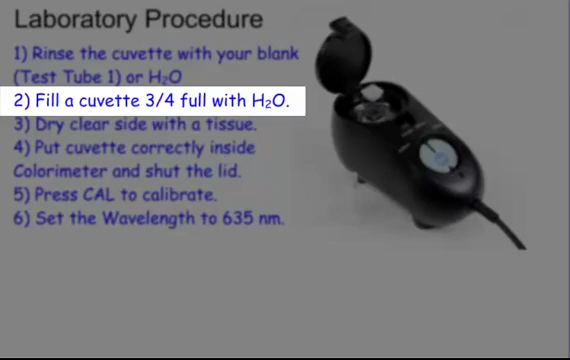 Laboratory Procedure
1) Rinse the cuvette with your blank
(Test Tube 1) or H₂O
2) Fill a cuvette 3/4 full with H₂O.
3) Dry clear side with a tissue.
4) Put cuvette correctly inside
Colorimeter and shut the lid.
5) Press CAL to calibrate.
6) Set the Wavelength to 635 nm.